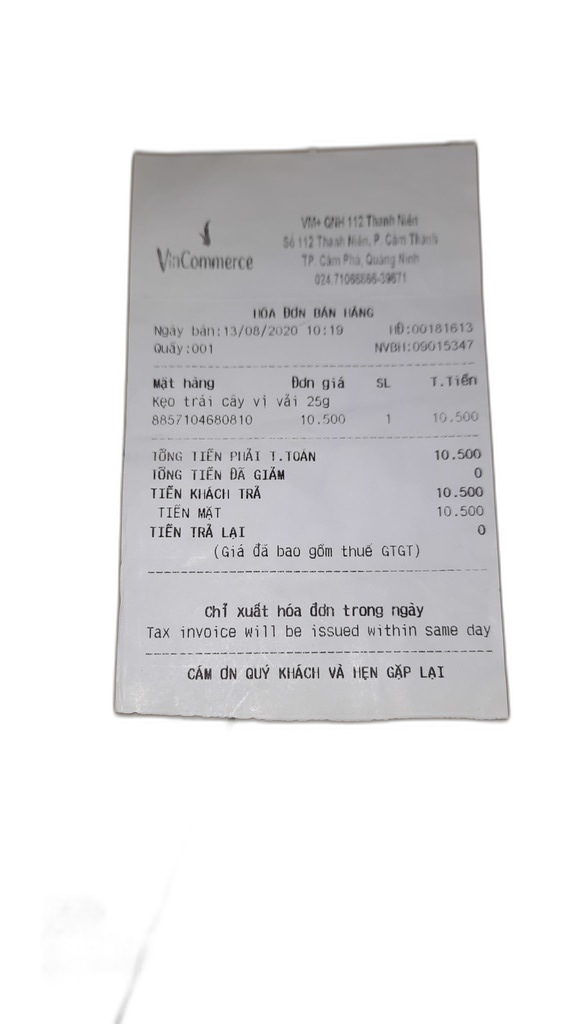 VinCommerce
VM+ QNH 112 Thanh Niên
Số 112 Thanh Niên, P. Cẩm Thành
TP. Cẩm Phả, Quảng Ninh
024.71066866-39671
HÓA ĐƠN BÁN HÀNG
Ngày bán:13/08/2020 10:19 HĐ:00181613
Quầy:001 NVBH:09015347
Mặt hàng Đơn giá SL T.Tiền
Kẹo trái cây vị vải 25g
8857104680810 10.500 1 10.500
TỔNG TIỀN PHẢI T.TOÁN 10.500
TỔNG TIỀN ĐÃ GIẢM 0
TIỀN KHÁCH TRẢ 10.500
TIỀN MẶT 10.500
TIỀN TRẢ LẠI 0
(Giá đã bao gồm thuế GTGT)
Chỉ xuất hóa đơn trong ngày
Tax invoice will be issued within same day
CÁM ƠN QUÝ KHÁCH VÀ HẸN GẶP LẠI